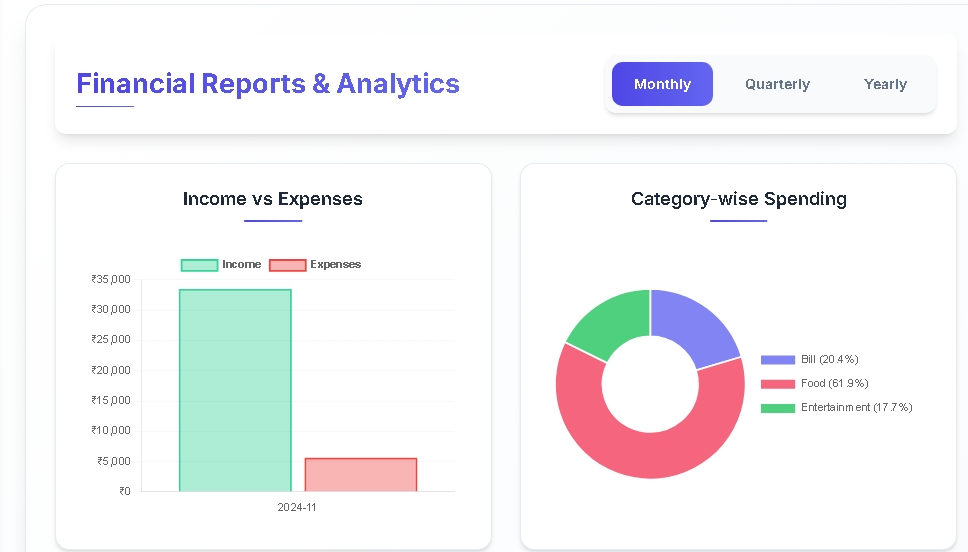 Financial Reports & Analytics
Monthly Quarterly Yearly
Income vs Expenses
Income Expenses
₹35,000
₹30,000
₹25,000
₹20,000
₹15,000
₹10,000
₹5,000
₹0
2024-11
Category-wise Spending
Bill (20.4%)
Food (61.9%)
Entertainment (17.7%)